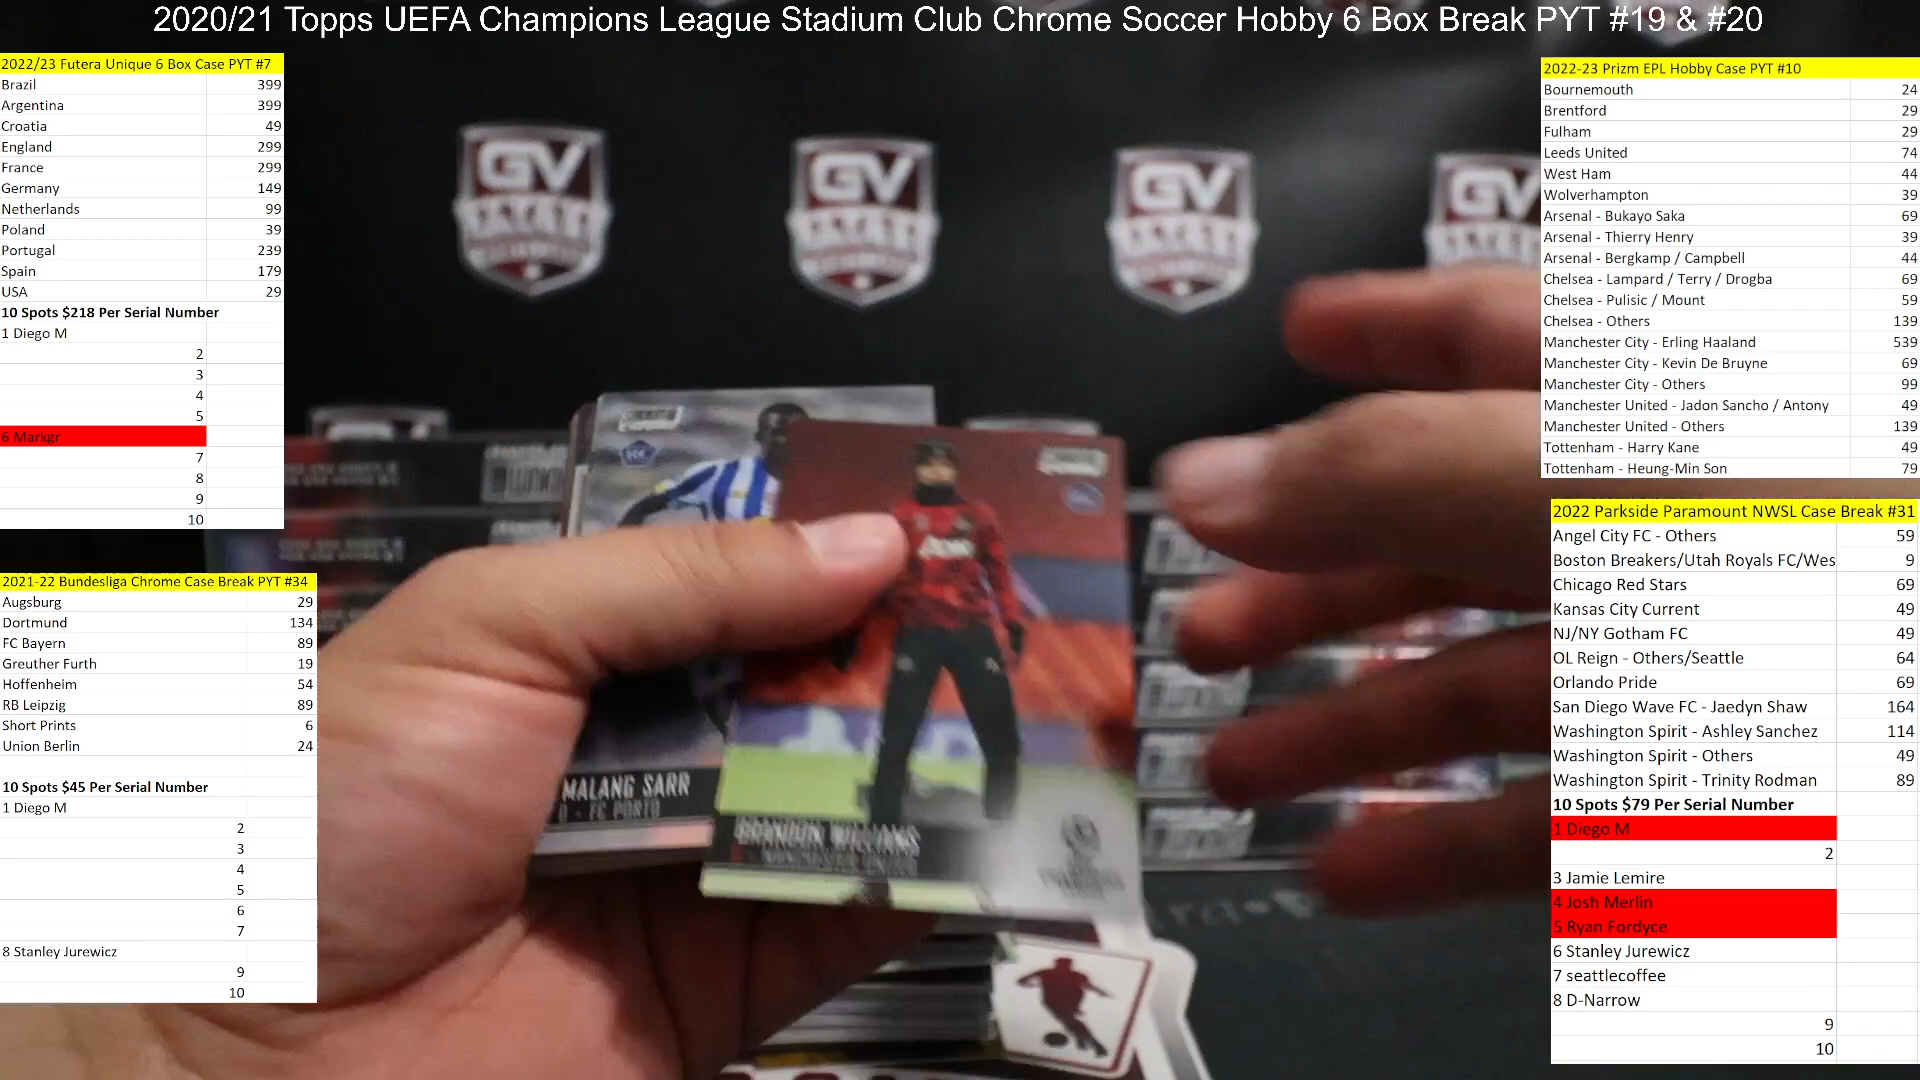 2020/21 Topps UEFA Champions League Stadium Club Chrome Soccer Hobby 6 Box Break PYT #19 & #20
2022/23 Futera Unique 6 Box Case PYT #7
Brazil 399
Argentina 399
Croatia 49
England 299
France 299
Germany 149
Netherlands 99
Poland 39
Portugal 239
Spain 179
USA 29
10 Spots $218 Per Serial Number
1 Diego M
2
3
4
5
6 Markgr
7
8
9
10
2021-22 Bundesliga Chrome Case Break PYT #34
Augsburg 29
Dortmund 134
FC Bayern 89
Greuther Furth 19
Hoffenheim 54
RB Leipzig 89
Short Prints 6
Union Berlin 24
10 Spots $45 Per Serial Number
1 Diego M
2
3
4
5
6
7
8 Stanley Jurewicz
9
10
GV
GV
GV
GV
MALANG SARR
D - FC PORTO
BRANDON WILLIAMS
MANCHESTER UNITED
2022-23 Prizm EPL Hobby Case PYT #10
Bournemouth 24
Brentford 29
Fulham 29
Leeds United 74
West Ham 44
Wolverhampton 39
Arsenal - Bukayo Saka 69
Arsenal - Thierry Henry 39
Arsenal - Bergkamp / Campbell 44
Chelsea - Lampard / Terry / Drogba 69
Chelsea - Pulisic / Mount 59
Chelsea - Others 139
Manchester City - Erling Haaland 539
Manchester City - Kevin De Bruyne 69
Manchester City - Others 99
Manchester United - Jadon Sancho / Antony 49
Manchester United - Others 139
Tottenham - Harry Kane 49
Tottenham - Heung-Min Son 79
2022 Parkside Paramount NWSL Case Break #31
Angel City FC - Others 59
Boston Breakers/Utah Royals FC/Wes 9
Chicago Red Stars 69
Kansas City Current 49
NJ/NY Gotham FC 49
OL Reign - Others/Seattle 64
Orlando Pride 69
San Diego Wave FC - Jaedyn Shaw 164
Washington Spirit - Ashley Sanchez 114
Washington Spirit - Others 49
Washington Spirit - Trinity Rodman 89
10 Spots $79 Per Serial Number
1 Diego M
2
3 Jamie Lemire
4 Josh Merlin
5 Ryan Fordyce
6 Stanley Jurewicz
7 seattlecoffee
8 D-Narrow
9
10